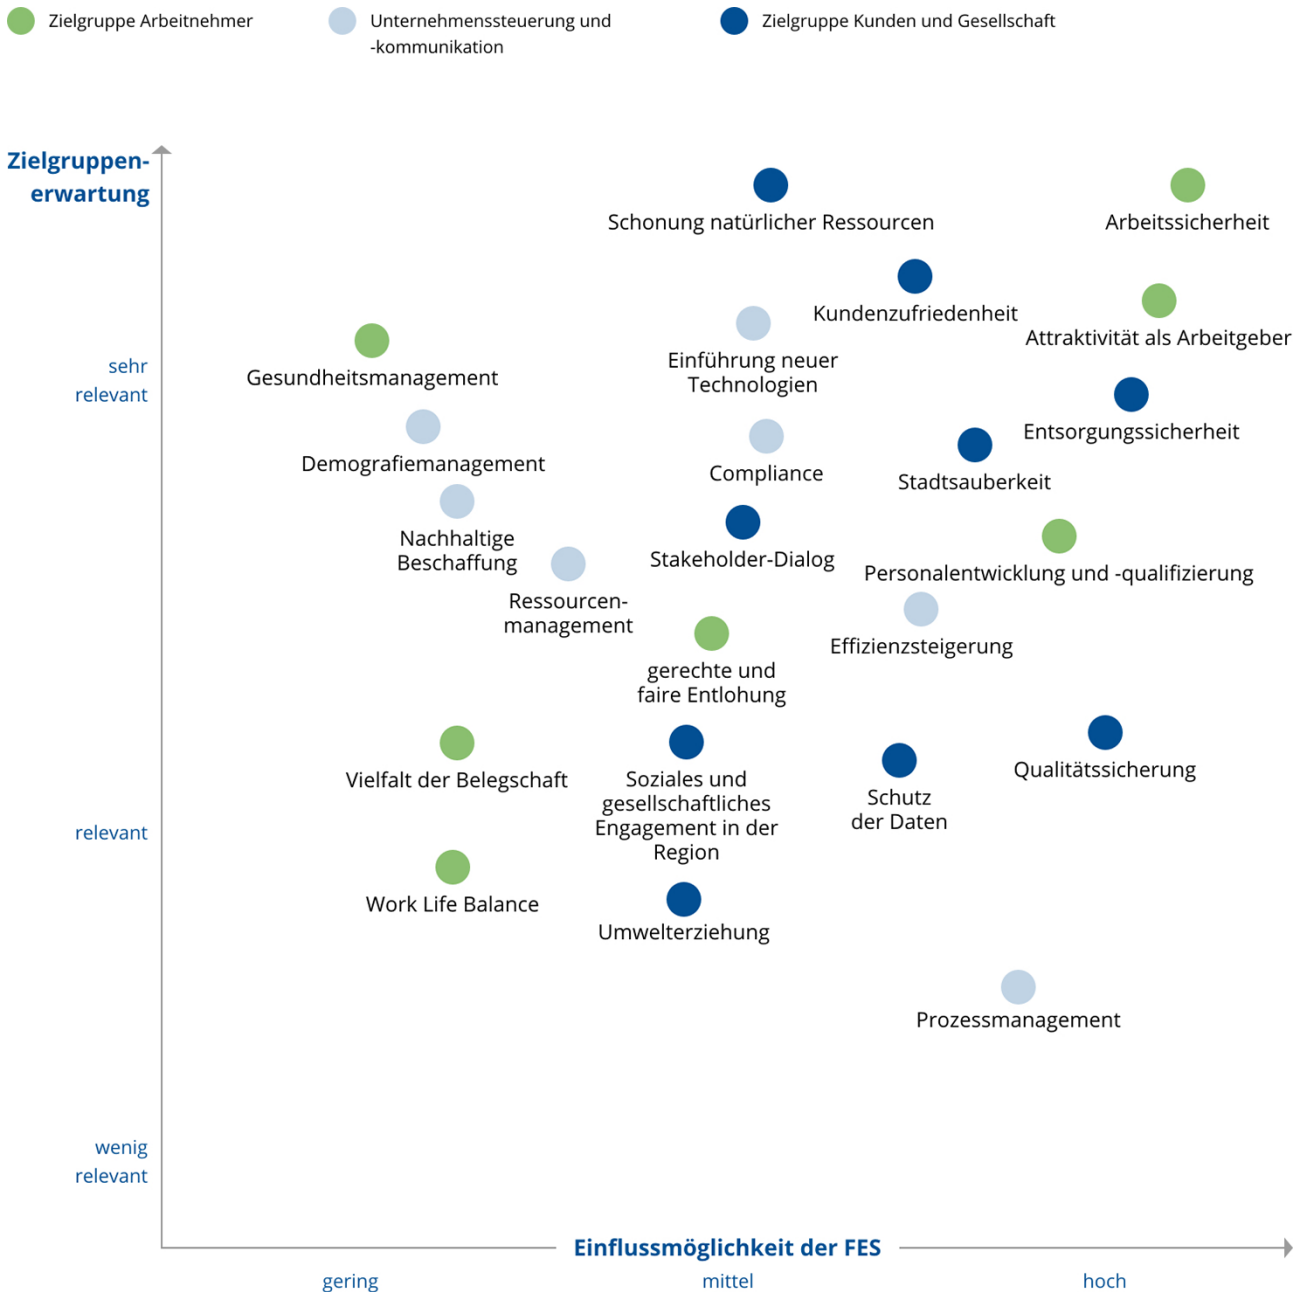 Zielgruppe Arbeitnehmer
Unternehmenssteuerung und
-kommunikation
Zielgruppe Kunden und Gesellschaft
Zielgruppen-
erwartung
Schonung natürlicher Ressourcen
Arbeitssicherheit
Kundenzufriedenheit
Attraktivität als Arbeitgeber
Einführung neuer
Technologien
sehr
relevant
Gesundheitsmanagement
Entsorgungssicherheit
Demografiemanagement
Compliance
Stadtsauberkeit
Nachhaltige
Beschaffung
Stakeholder-Dialog
Personalentwicklung und -qualifizierung
Ressourcen-
management
Effizienzsteigerung
gerechte und
faire Entlohung
Vielfalt der Belegschaft
Soziales und
gesellschaftliches
Engagement in der
Region
Schutz
der Daten
Qualitätssicherung
relevant
Work Life Balance
Umwelterziehung
Prozessmanagement
wenig
relevant
Einflussmöglichkeit der FES
gering
mittel
hoch